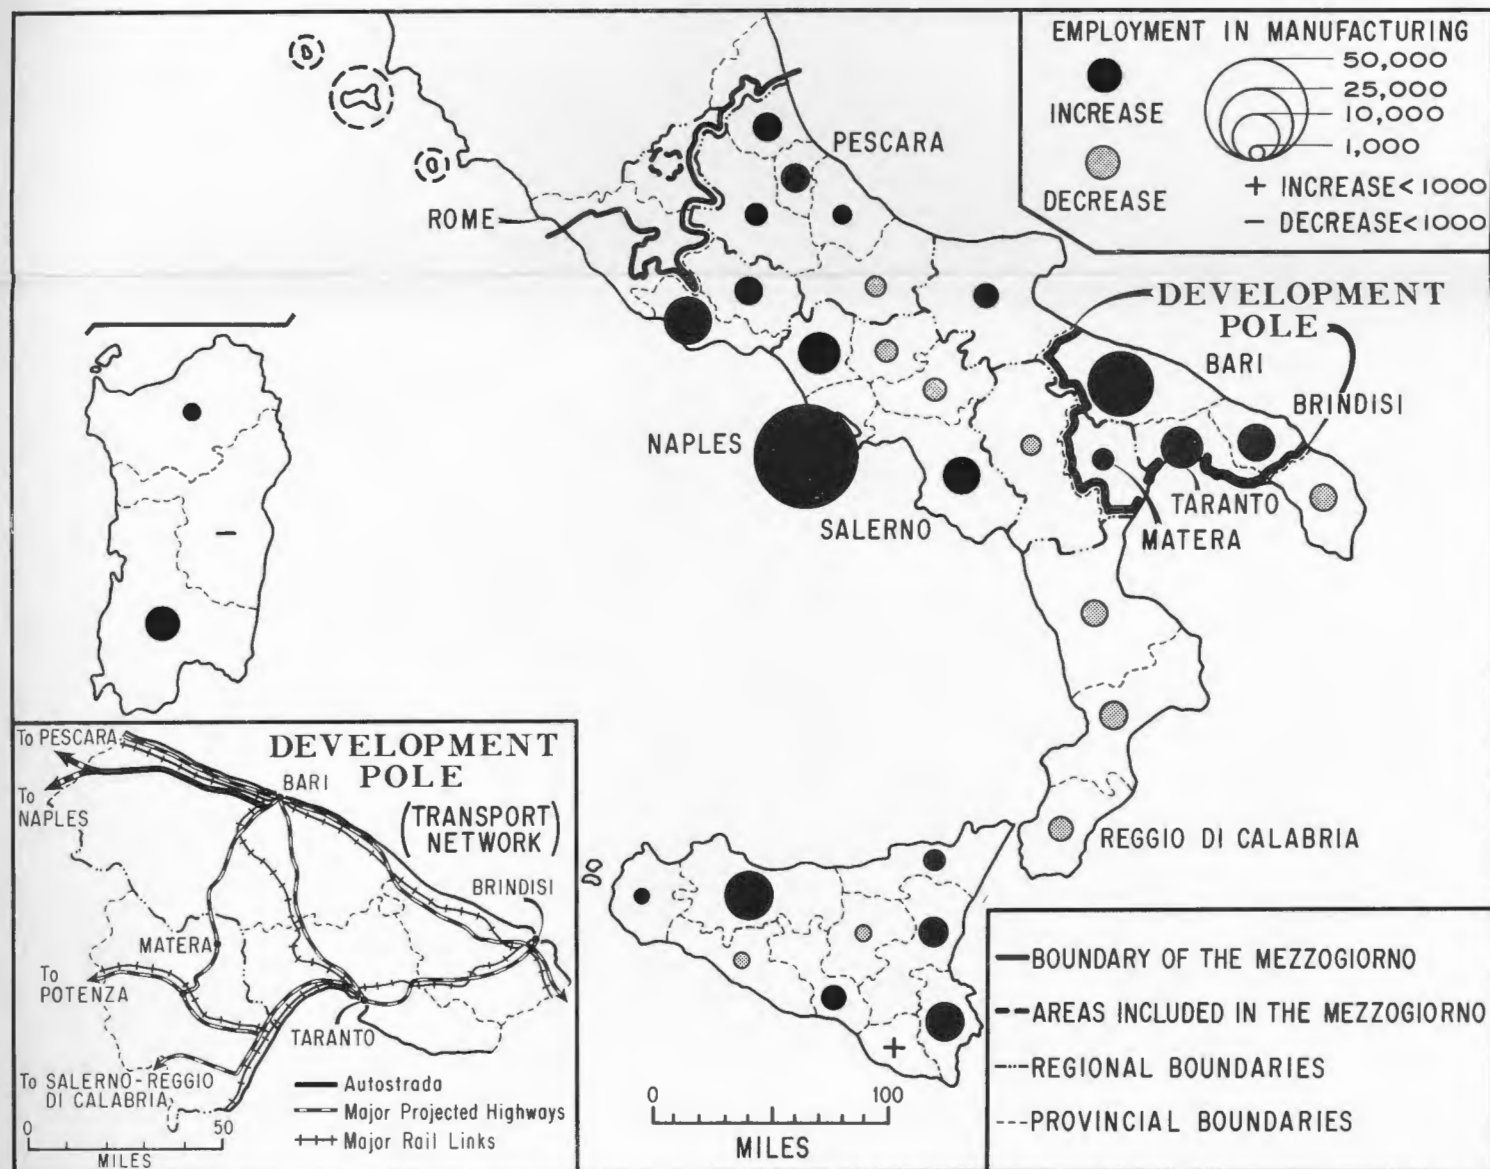 EMPLOYMENT IN MANUFACTURING
50,000
25,000
10,000
1,000
INCREASE
DECREASE
+ INCREASE<1000
− DECREASE<1000
PESCARA
ROME
DEVELOPMENT
POLE
BARI
BRINDISI
NAPLES
SALERNO
TARANTO
MATERA
REGGIO DI CALABRIA
DEVELOPMENT
POLE
(TRANSPORT
NETWORK)
To PESCARA
To
NAPLES
BARI
BRINDISI
MATERA
To
POTENZA
TARANTO
To SALERNO-REGGIO
DI CALABRIA
Autostrada
Major Projected Highways
Major Rail Links
0 50
MILES
0 100
MILES
BOUNDARY OF THE MEZZOGIORNO
AREAS INCLUDED IN THE MEZZOGIORNO
REGIONAL BOUNDARIES
PROVINCIAL BOUNDARIES